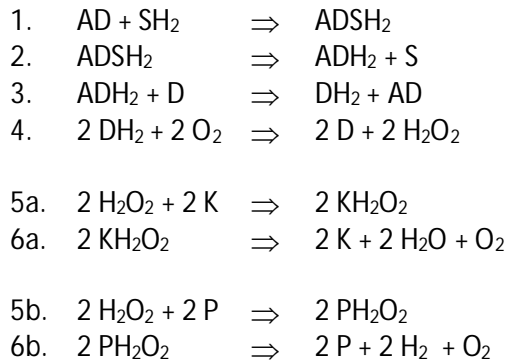 1. AD + SH₂ ⇒ ADSH₂
2. ADSH₂ ⇒ ADH₂ + S
3. ADH₂ + D ⇒ DH₂ + AD
4. 2 DH₂ + 2 O₂ ⇒ 2 D + 2 H₂O₂
5a. 2 H₂O₂ + 2 K ⇒ 2 KH₂O₂
6a. 2 KH₂O₂ ⇒ 2 K + 2 H₂O + O₂
5b. 2 H₂O₂ + 2 P ⇒ 2 PH₂O₂
6b. 2 PH₂O₂ ⇒ 2 P + 2 H₂ + O₂